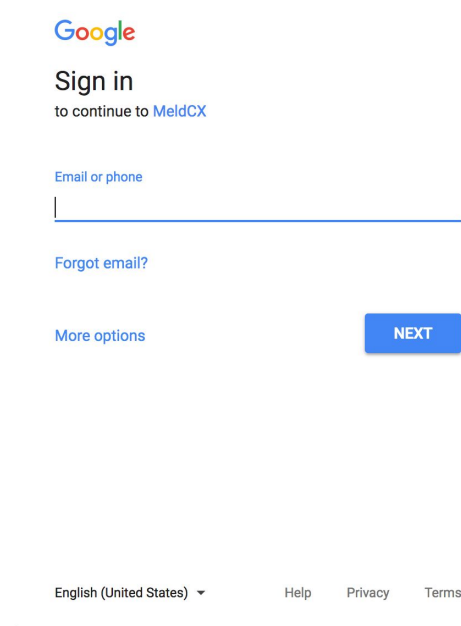 Google
Sign in
to continue to MeldCX
Email or phone
Forgot email?
More options
NEXT
English (United States)
Help
Privacy
Terms